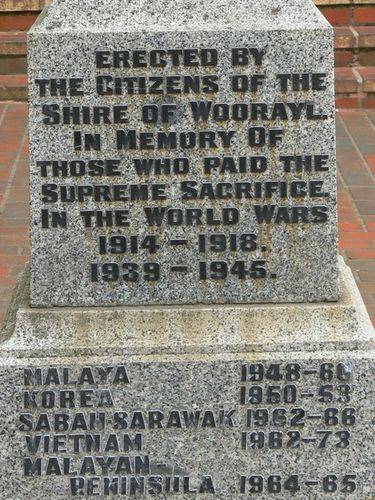 ERECTED BY
THE CITIZENS OF THE
SHIRE OF WOORAYL.
IN MEMORY OF
THOSE WHO PAID THE
SUPREME SACRIFICE
IN THE WORLD WARS
1914 - 1918.
1939 - 1945.
MALAYA 1948-60
KOREA 1950-53
SABAH-SARAWAK 1962-66
VIETNAM 1962-73
MALAYAN
PENINSULA 1964-65